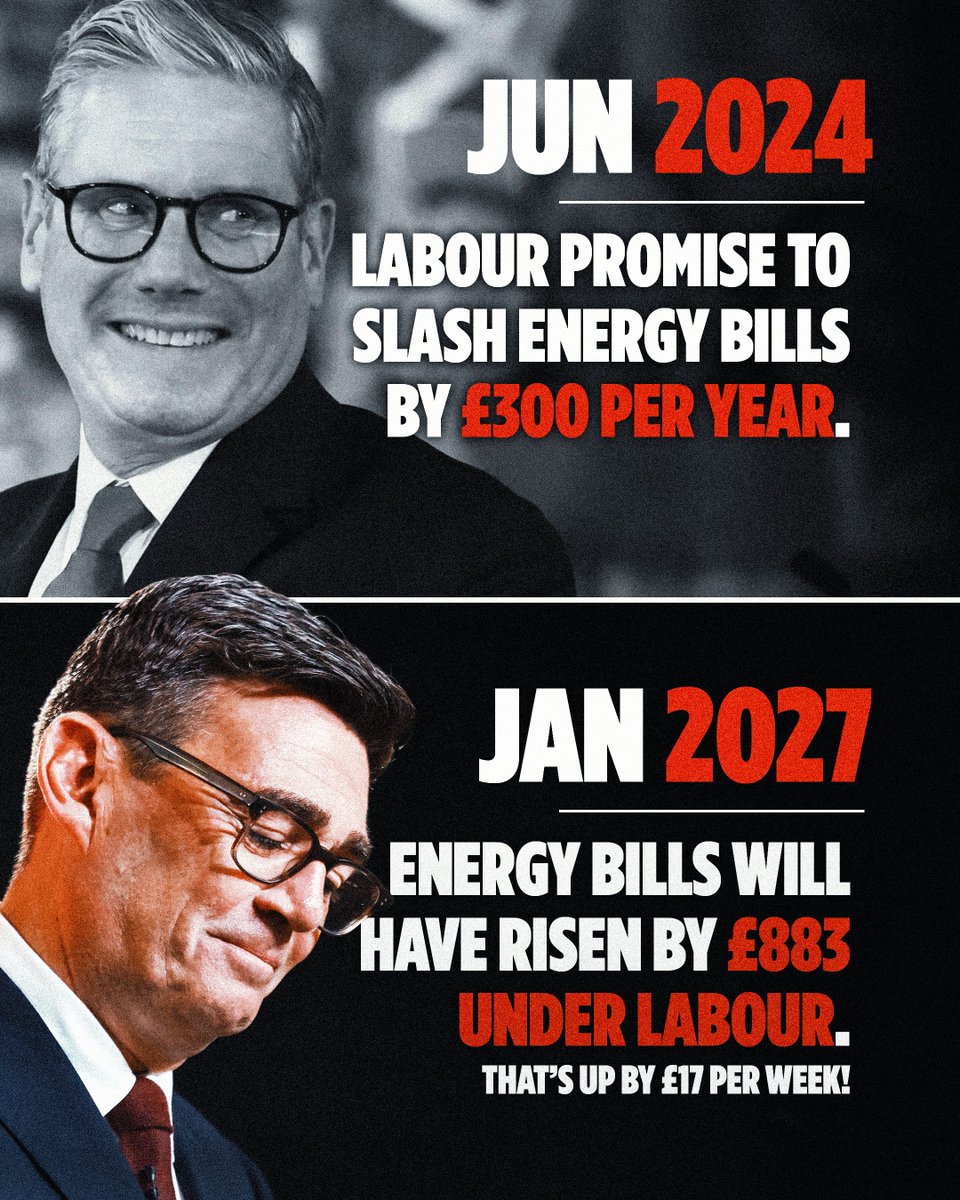 JUN 2024
LABOUR PROMISE TO
SLASH ENERGY BILLS
BY £300 PER YEAR.
JAN 2027
ENERGY BILLS WILL
HAVE RISEN BY £883
UNDER LABOUR.
THAT'S UP BY £17 PER WEEK!